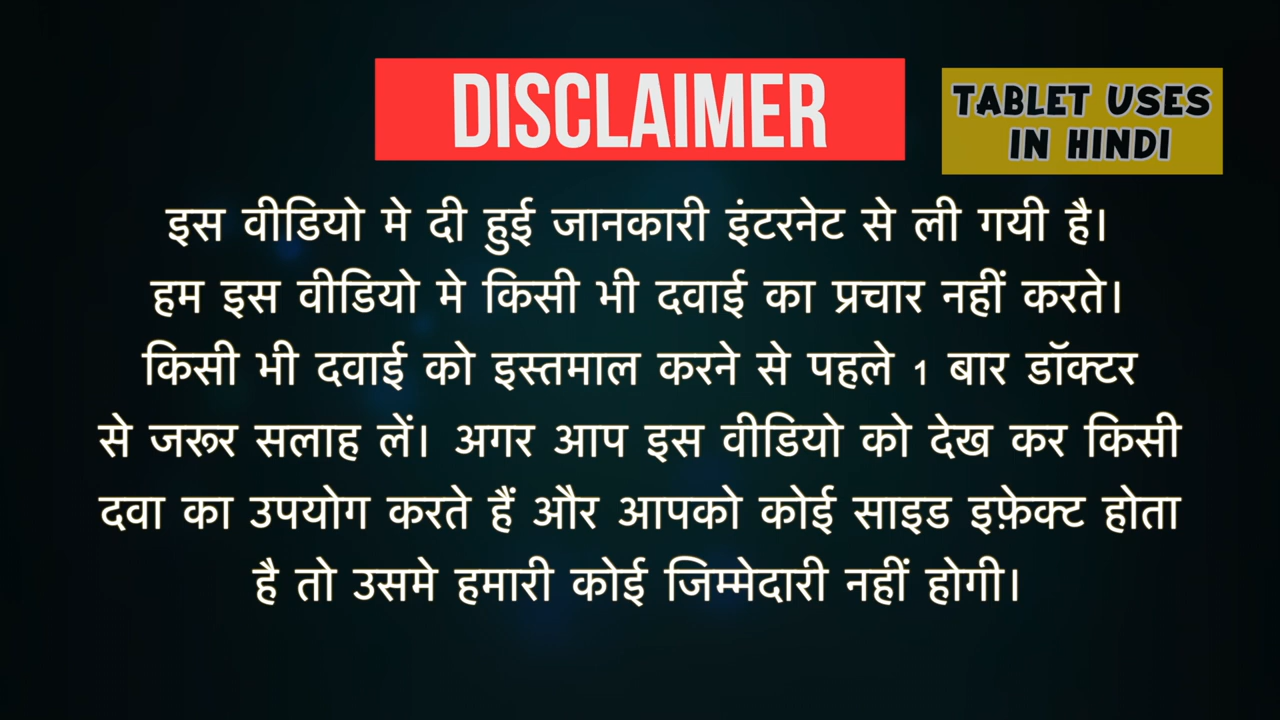 DISCLAIMER
TABLET USES
IN HINDI
इस वीडियो मे दी हुई जानकारी इंटरनेट से ली गयी है।
हम इस वीडियो मे किसी भी दवाई का प्रचार नहीं करते।
किसी भी दवाई को इस्तमाल करने से पहले 1 बार डॉक्टर
से जरूर सलाह लें। अगर आप इस वीडियो को देख कर किसी
दवा का उपयोग करते हैं और आपको कोई साइड इफ़ेक्ट होता
है तो उसमे हमारी कोई जिम्मेदारी नहीं होगी।